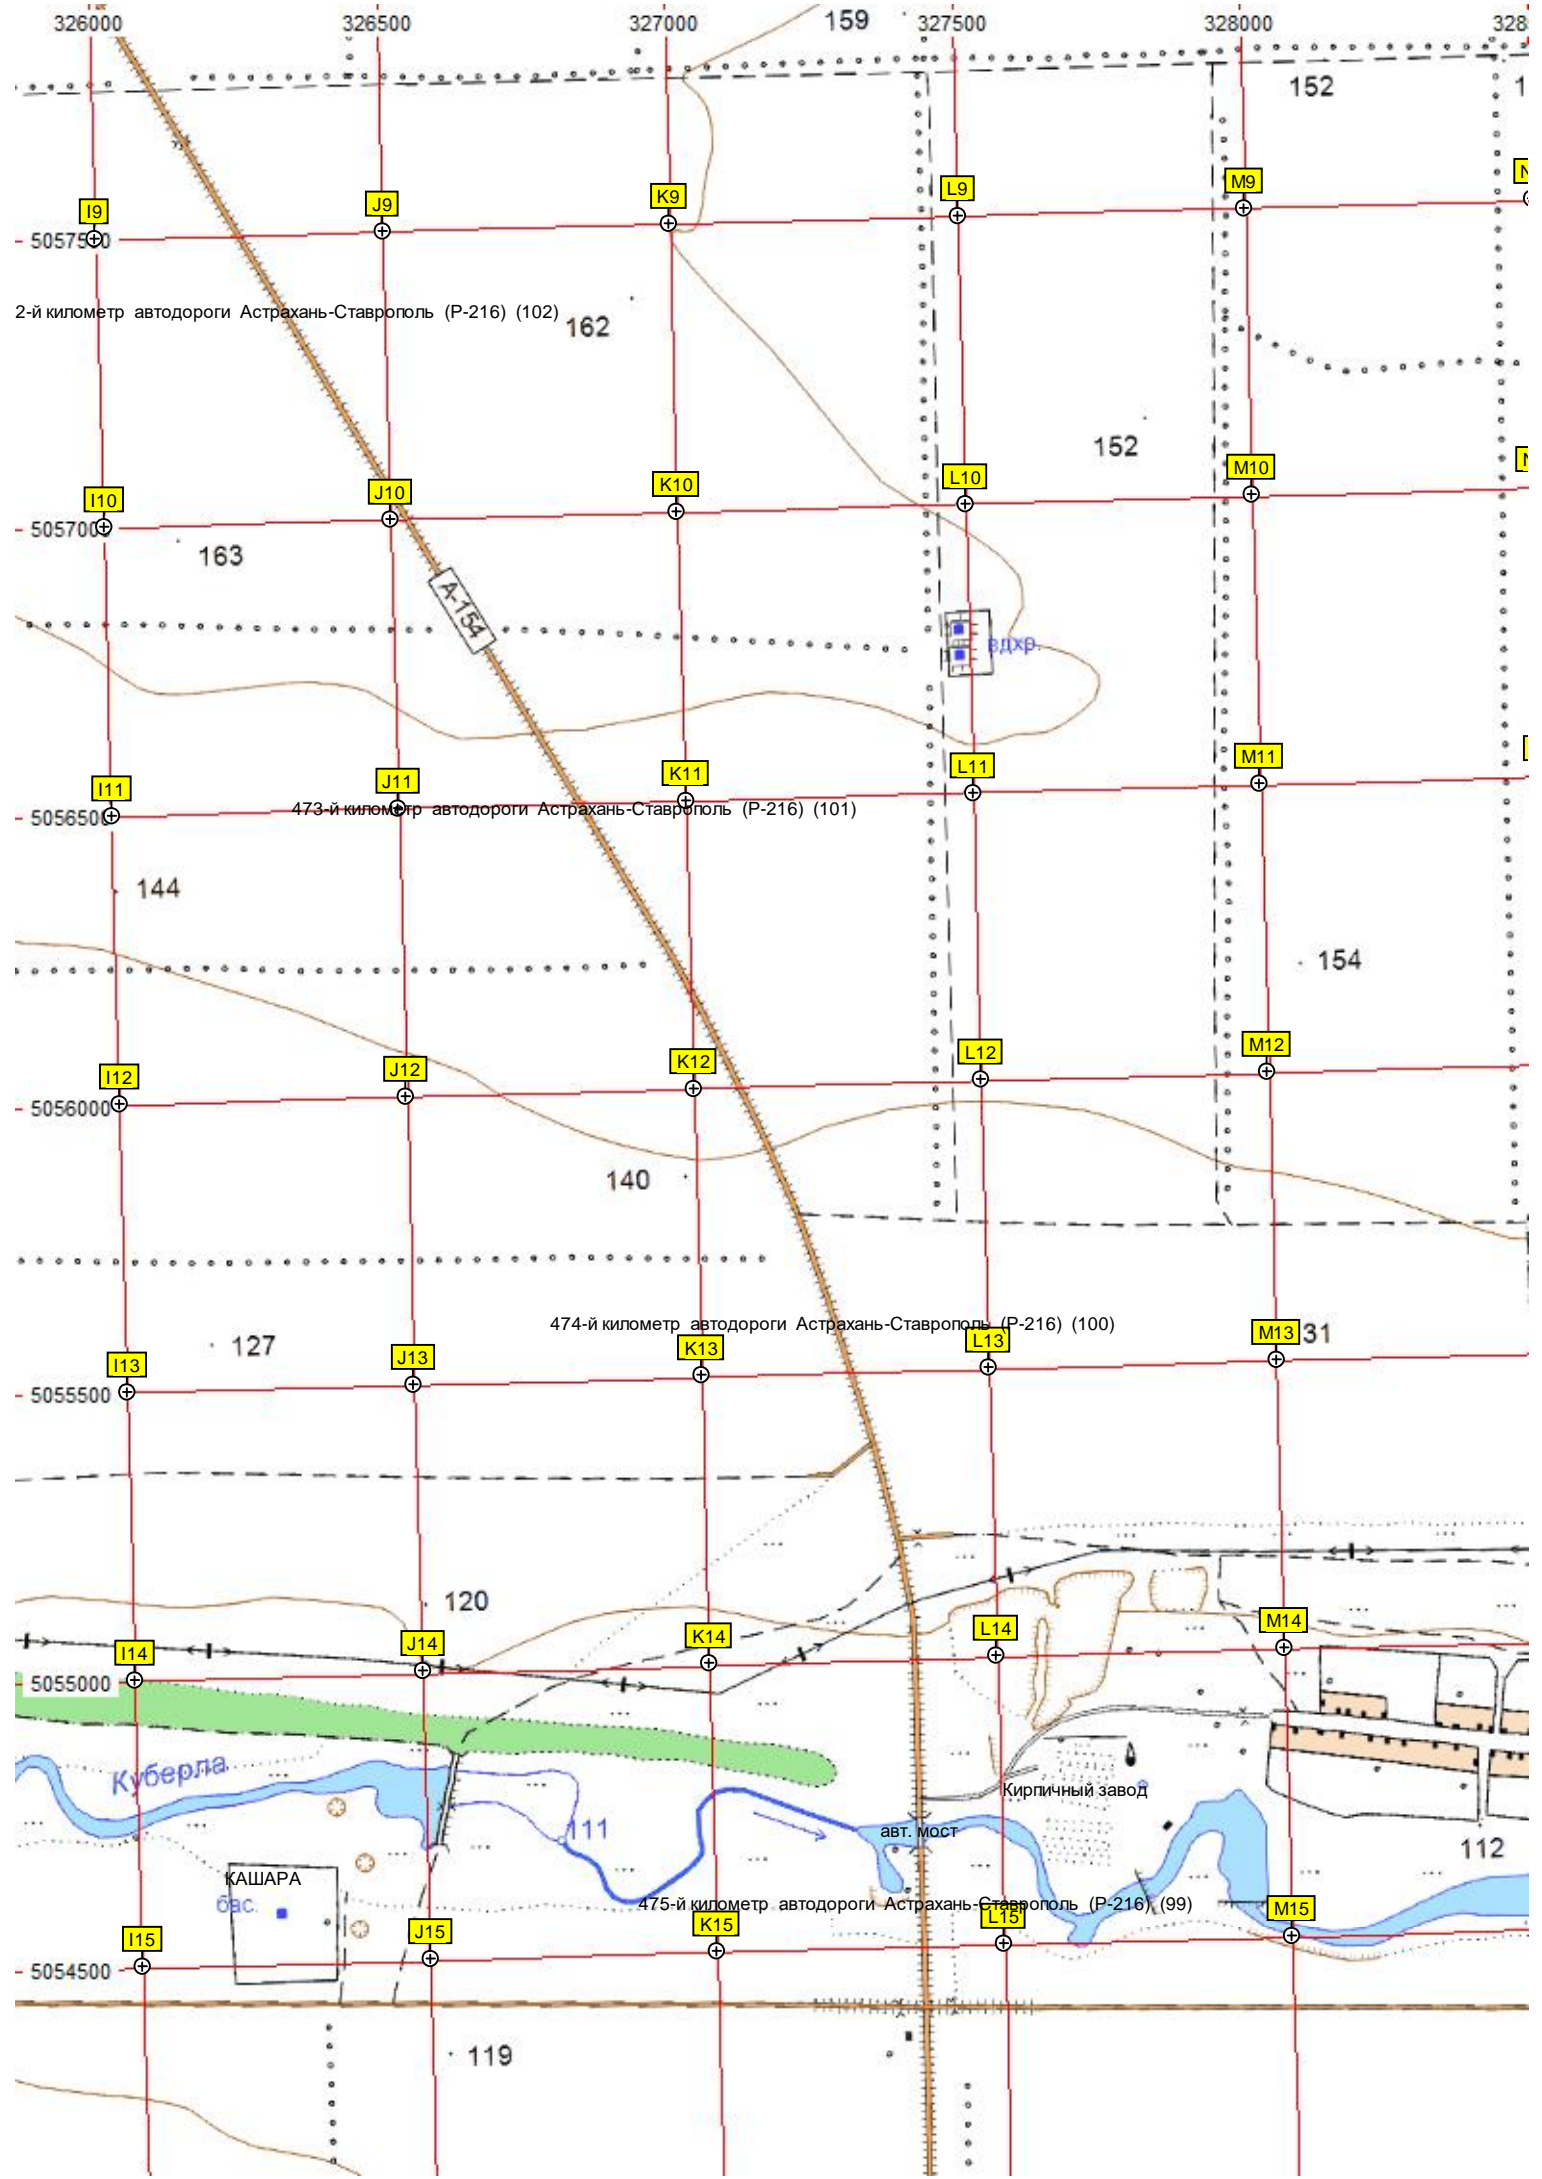 326000 326500 327000 327500 328000
159
152
I9 J9 K9 L9 M9
5057500
2-й километр автодороги Астрахань-Ставрополь (Р-216) (102)
162
152
I10 J10 K10 L10 M10
5057000
163
А-154
вдхр.
I11 J11 K11 L11 M11
473-й километр автодороги Астрахань-Ставрополь (Р-216) (101)
5056500
144
154
I12 J12 K12 L12 M12
5056000
140
474-й километр автодороги Астрахань-Ставрополь (Р-216) (100)
127
31
I13 J13 K13 L13 M13
5055500
120
I14 J14 K14 L14 M14
5055000
Куберла
Кирпичный завод
111
авт. мост
112
КАШАРА
бас.
475-й километр автодороги Астрахань-Ставрополь (Р-216) (99)
I15 J15 K15 L15 M15
5054500
119